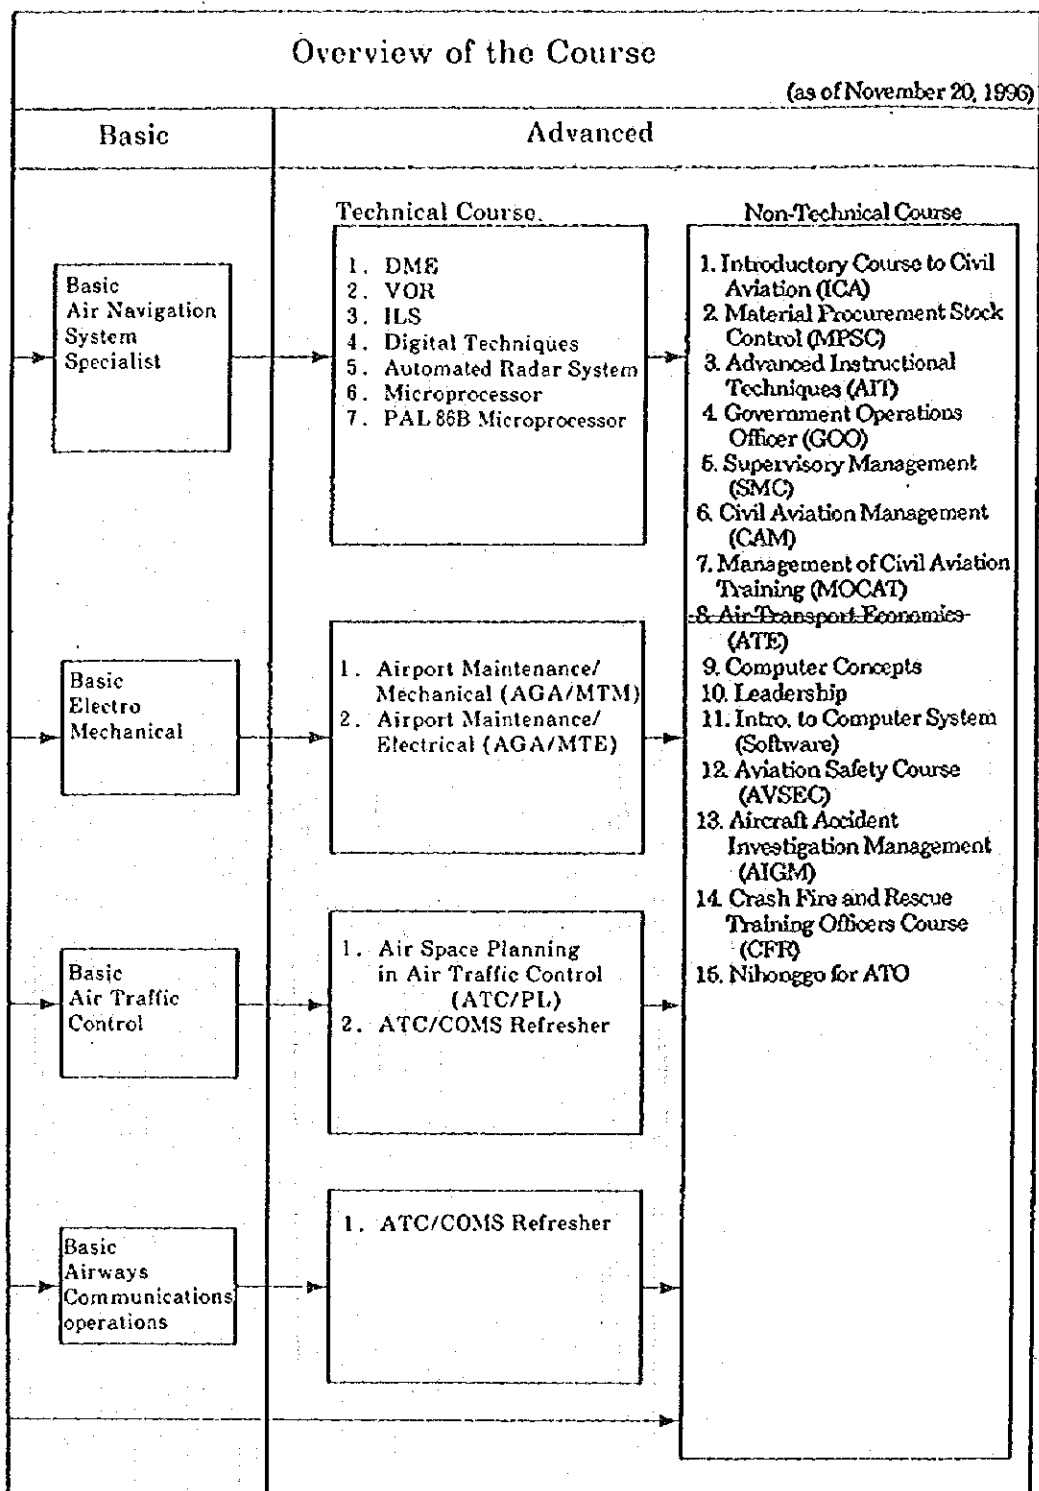 Overview of the Course
(as of November 20, 1996)
Basic
Advanced
Technical Course.
Non-Technical Course
Basic
Air Navigation
System
Specialist
1. DME
2. VOR
3. ILS
4. Digital Techniques
5. Automated Radar System
6. Microprocessor
7. PAL 86B Microprocessor
1. Introductory Course to Civil
Aviation (ICA)
2. Material Procurement Stock
Control (MPSC)
3. Advanced Instructional
Techniques (AIT)
4. Government Operations
Officer (GOO)
5. Supervisory Management
(SMC)
6. Civil Aviation Management
(CAM)
7. Management of Civil Aviation
Training (MOCAT)
8. Air Transport Economics
(ATE)
9. Computer Concepts
10. Leadership
11. Intro. to Computer System
(Software)
12. Aviation Safety Course
(AVSEC)
13. Aircraft Accident
Investigation Management
(AIGM)
14. Crash Fire and Rescue
Training Officers Course
(CFR)
15. Nihonggo for ATO
Basic
Electro
Mechanical
1. Airport Maintenance/
Mechanical (AGA/MTM)
2. Airport Maintenance/
Electrical (AGA/MTE)
Basic
Air Traffic
Control
1. Air Space Planning
in Air Traffic Control
(ATC/PL)
2. ATC/COMS Refresher
Basic
Airways
Communications
operations
1. ATC/COMS Refresher